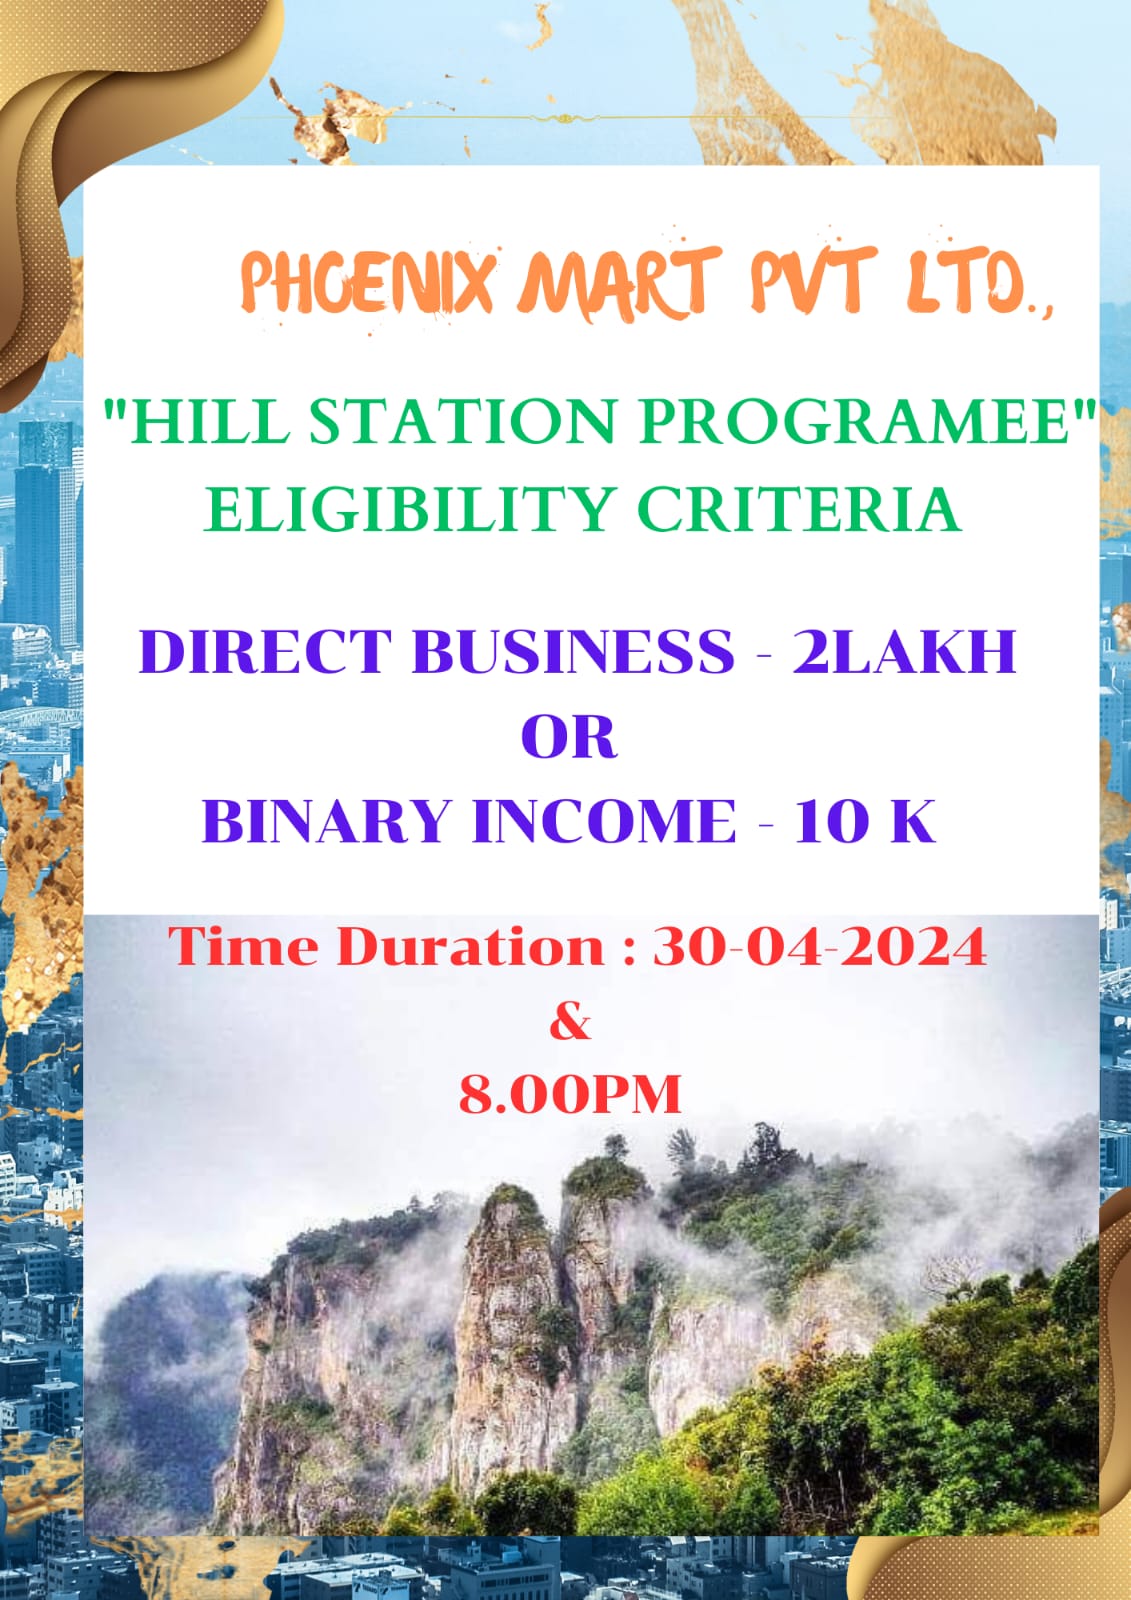 PHOENIX MART PVT LTD.,
"HILL STATION PROGRAMEE"
ELIGIBILITY CRITERIA
DIRECT BUSINESS - 2LAKH
OR
BINARY INCOME - 10 K
Time Duration : 30-04-2024
&
8.00PM